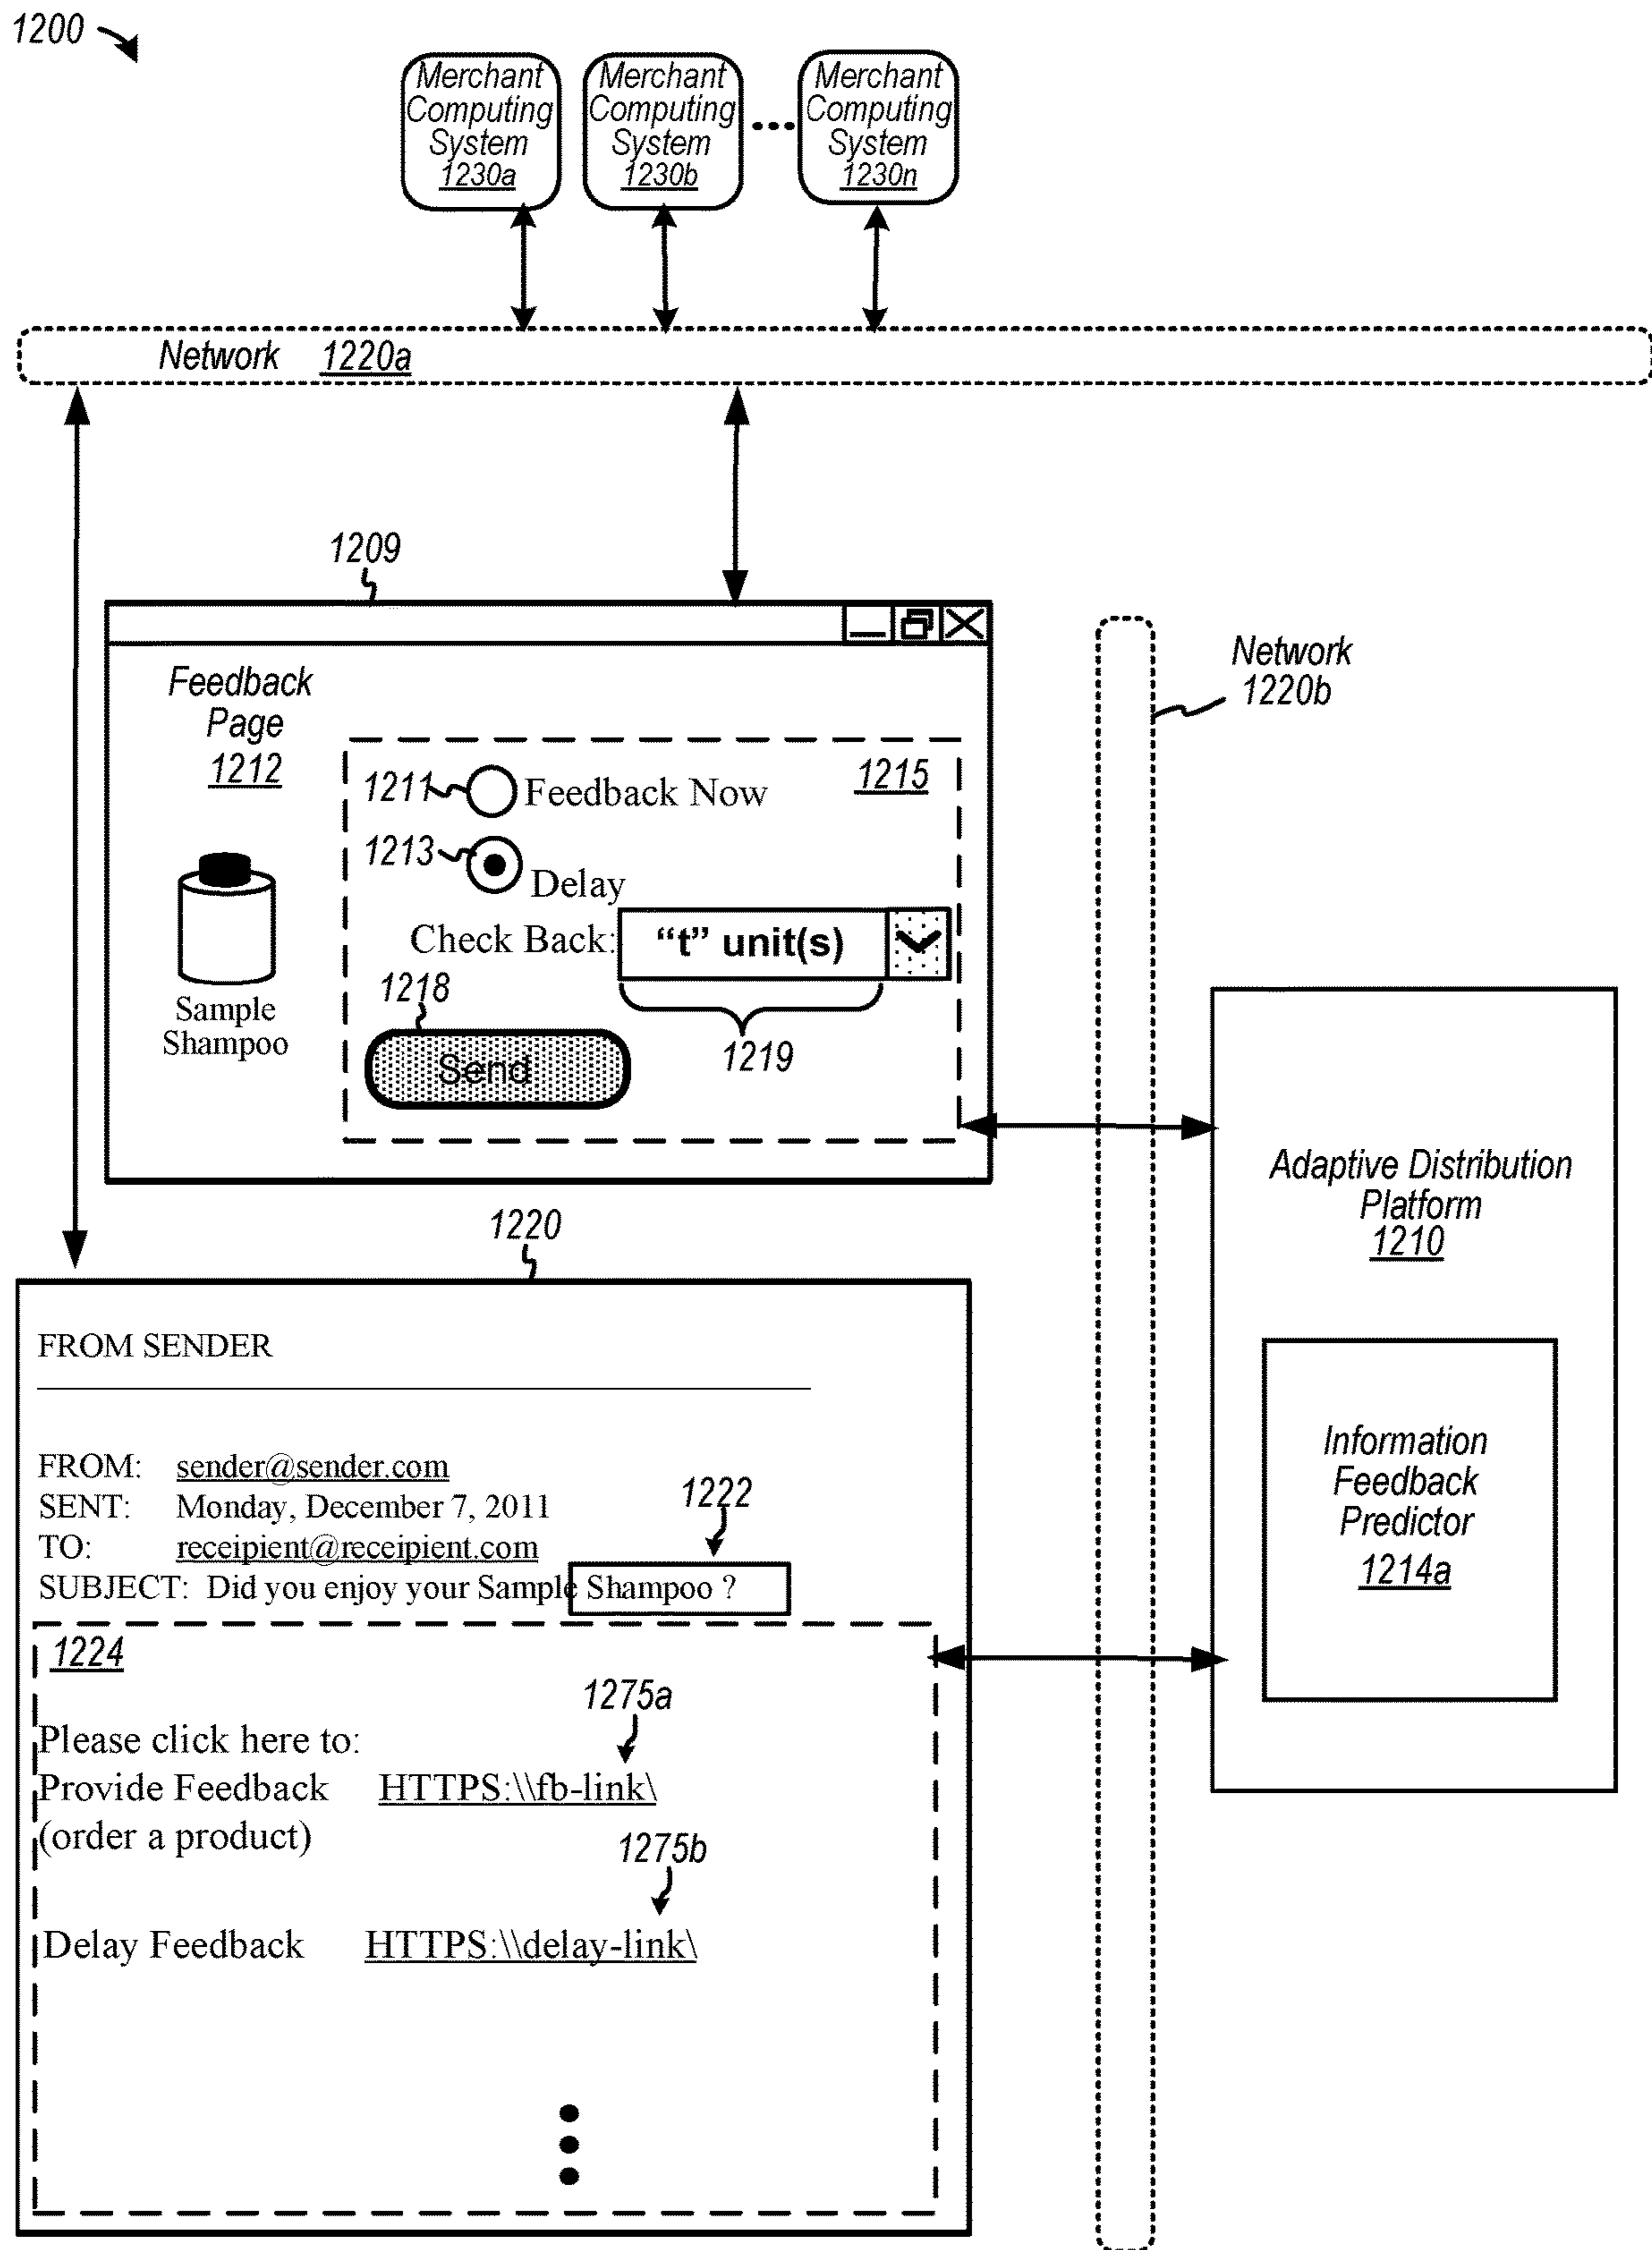 1200
Merchant
Computing
System
1230a
Merchant
Computing
System
1230b
Merchant
Computing
System
1230n
Network 1220a
1209
Feedback
Page
1212
1215
1211 Feedback Now
1213 Delay
Check Back: "t" unit(s)
1218
1219
Send
Sample
Shampoo
Network
1220b
Adaptive Distribution
Platform
1210
Information
Feedback
Predictor
1214a
1220
FROM SENDER
FROM: sender@sender.com
SENT: Monday, December 7, 2011
1222
TO: receipient@receipient.com
SUBJECT: Did you enjoy your Sample Shampoo ?
1224
1275a
Please click here to:
Provide Feedback HTTPS:\\fb-link\
(order a product)
1275b
Delay Feedback HTTPS:\\delay-link\